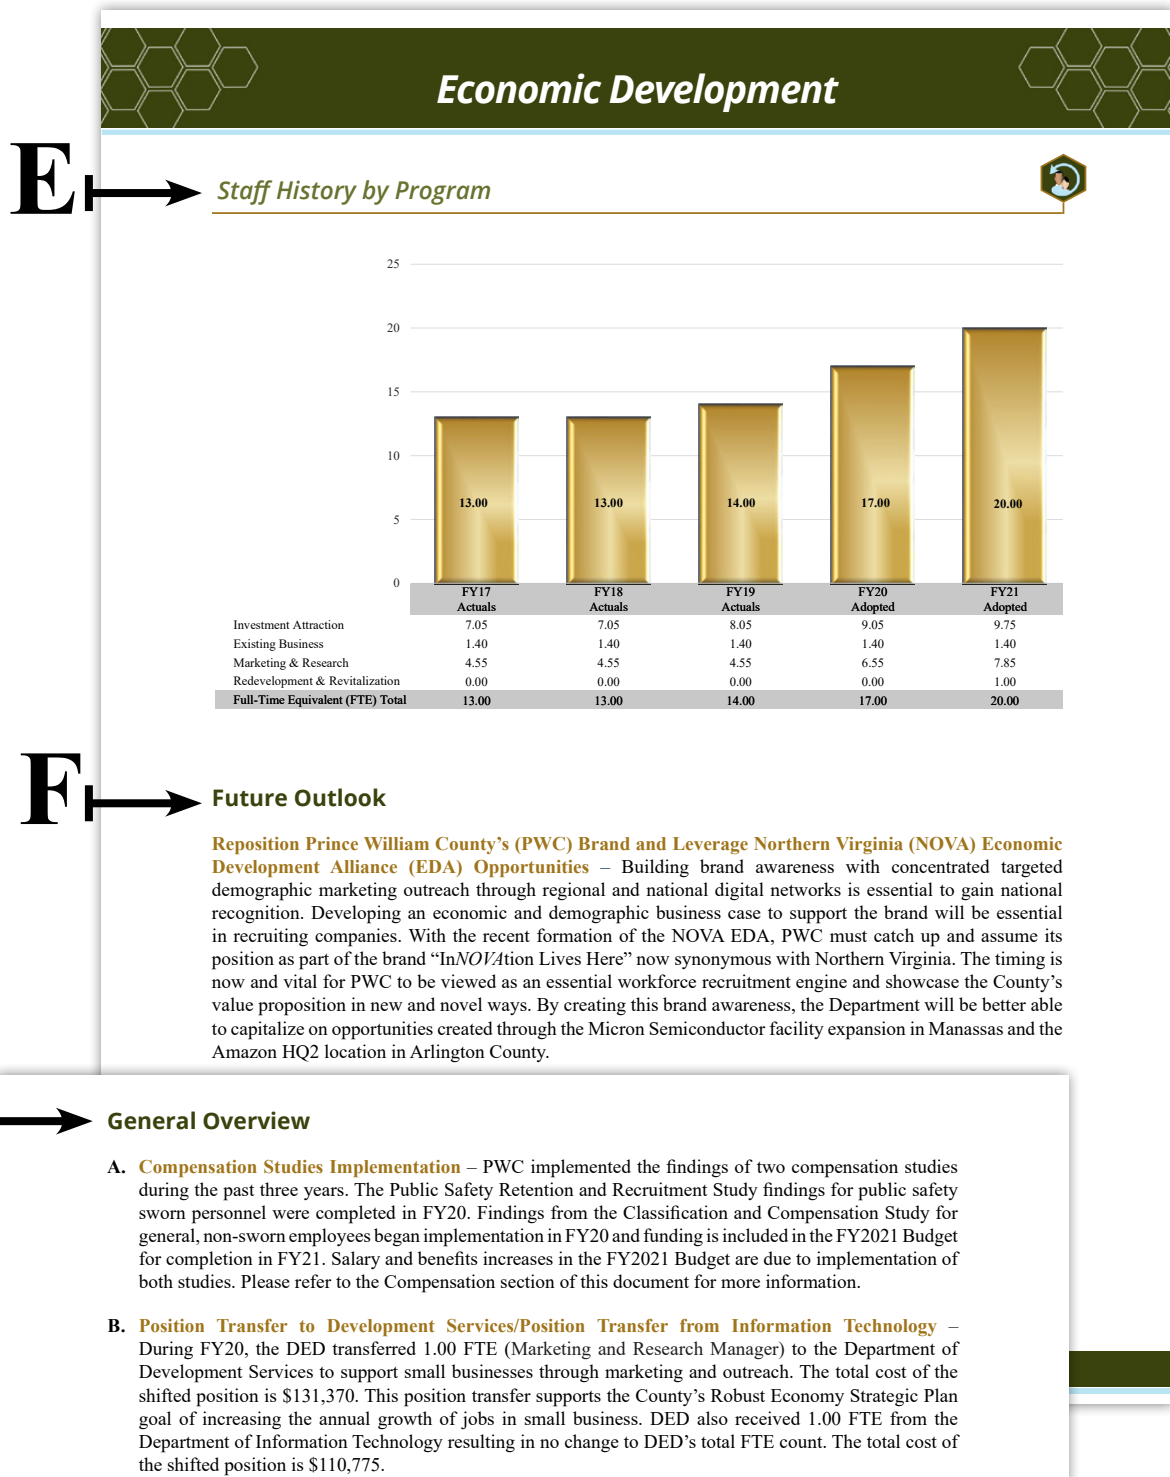 Economic Development
E
Staff History by Program
25
20
15
10
5
0
13.00 13.00 14.00 17.00 20.00
FY17 FY18 FY19 FY20 FY21
Actuals Actuals Actuals Adopted Adopted
Investment Attraction 7.05 7.05 8.05 9.05 9.75
Existing Business 1.40 1.40 1.40 1.40 1.40
Marketing & Research 4.55 4.55 4.55 6.55 7.85
Redevelopment & Revitalization 0.00 0.00 0.00 0.00 1.00
Full-Time Equivalent (FTE) Total 13.00 13.00 14.00 17.00 20.00
F
Future Outlook
Reposition Prince William County’s (PWC) Brand and Leverage Northern Virginia (NOVA) Economic
Development Alliance (EDA) Opportunities – Building brand awareness with concentrated targeted
demographic marketing outreach through regional and national digital networks is essential to gain national
recognition. Developing an economic and demographic business case to support the brand will be essential
in recruiting companies. With the recent formation of the NOVA EDA, PWC must catch up and assume its
position as part of the brand “InNOVAtion Lives Here” now synonymous with Northern Virginia. The timing is
now and vital for PWC to be viewed as an essential workforce recruitment engine and showcase the County’s
value proposition in new and novel ways. By creating this brand awareness, the Department will be better able
to capitalize on opportunities created through the Micron Semiconductor facility expansion in Manassas and the
Amazon HQ2 location in Arlington County.
General Overview
A. Compensation Studies Implementation – PWC implemented the findings of two compensation studies
during the past three years. The Public Safety Retention and Recruitment Study findings for public safety
sworn personnel were completed in FY20. Findings from the Classification and Compensation Study for
general, non-sworn employees began implementation in FY20 and funding is included in the FY2021 Budget
for completion in FY21. Salary and benefits increases in the FY2021 Budget are due to implementation of
both studies. Please refer to the Compensation section of this document for more information.
B. Position Transfer to Development Services/Position Transfer from Information Technology –
During FY20, the DED transferred 1.00 FTE (Marketing and Research Manager) to the Department of
Development Services to support small businesses through marketing and outreach. The total cost of the
shifted position is $131,370. This position transfer supports the County’s Robust Economy Strategic Plan
goal of increasing the annual growth of jobs in small business. DED also received 1.00 FTE from the
Department of Information Technology resulting in no change to DED’s total FTE count. The total cost of
the shifted position is $110,775.